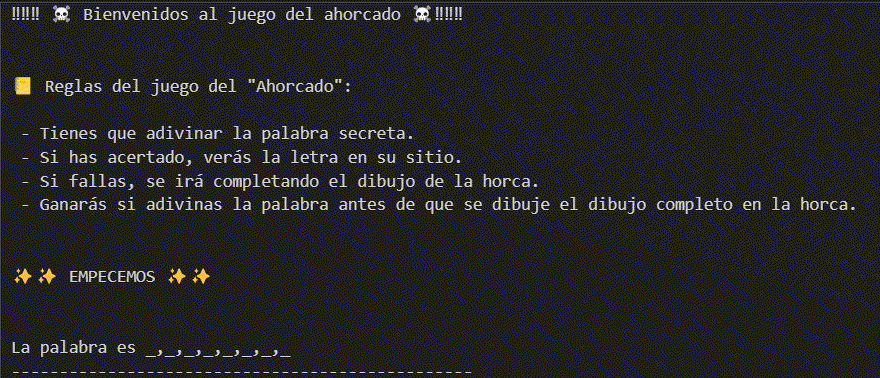 !!!!!! ☠ Bienvenidos al juego del ahorcado ☠!!!!!!
📒 Reglas del juego del "Ahorcado":
- Tienes que adivinar la palabra secreta.
- Si has acertado, verás la letra en su sitio.
- Si fallas, se irá completando el dibujo de la horca.
- Ganarás si adivinas la palabra antes de que se dibuje el dibujo completo en la horca.
✨✨ EMPECEMOS ✨✨
La palabra es _,_,_,_,_,_,_,_
------------------------------------------------